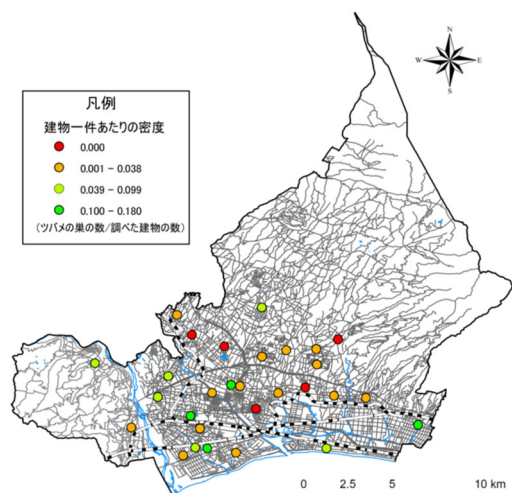 N
W E
S
凡例
建物一件あたりの密度
0.000
0.001 - 0.038
0.039 - 0.099
0.100 - 0.180
(ツバメの巣の数/調べた建物の数)
0 2.5 5 10 km